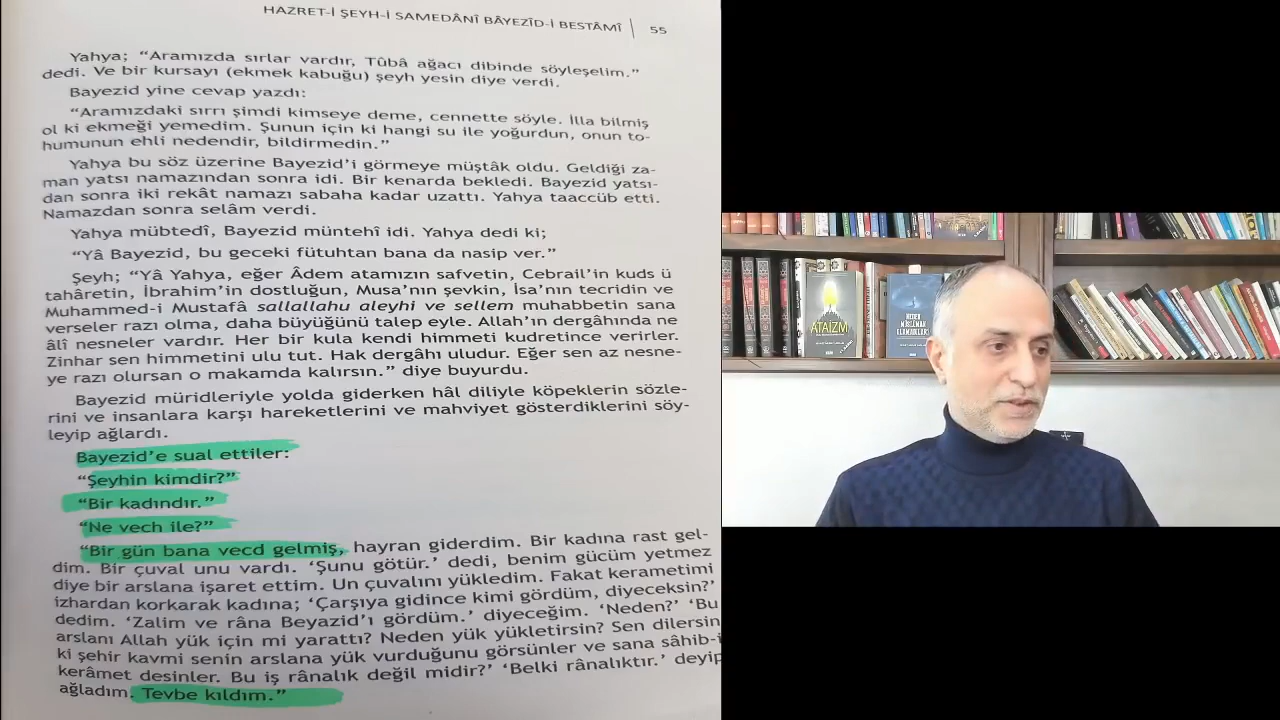 HAZRET-İ ŞEYH-İ SAMEDÂNÎ BÂYEZÎD-İ BESTÂMÎ | 55
Yahya; “Aramızda sırlar vardır, Tûbâ ağacı dibinde söyleşelim.”
dedi. Ve bir kursayı (ekmek kabuğu) şeyh yesin diye verdi.
Bayezid yine cevap yazdı:
“Aramızdaki sırrı şimdi kimseye deme, cennette söyle. İlla bilmiş
ol ki ekmeği yemedim. Şunun için ki hangi su ile yoğurdun, onun to-
humunun ehli nedendir, bildirmedin.”
Yahya bu söz üzerine Bayezid’i görmeye müştâk oldu. Geldiği za-
man yatsı namazından sonra idi. Bir kenarda bekledi. Bayezid yatsı-
dan sonra iki rekât namazı sabaha kadar uzattı. Yahya taaccüb etti.
Namazdan sonra selâm verdi.
Yahya mübtedî, Bayezid müntehî idi. Yahya dedi ki;
“Yâ Bayezid, bu geceki fütuhtan bana da nasip ver.”
Şeyh; “Yâ Yahya, eğer Âdem atamızın safvetin, Cebrail’in kuds ü
tahâretin, İbrahim’in dostluğun, Musa’nın şevkin, İsa’nın tecridin ve
Muhammed-i Mustafâ sallallahu aleyhi ve sellem muhabbetin sana
verseler razı olma, daha büyüğünü talep eyle. Allah’ın dergâhında ne
âlî nesneler vardır. Her bir kula kendi himmeti kudretince verirler.
Zinhar sen himmetini ulu tut. Hak dergâhı uludur. Eğer sen az nesne-
ye razı olursan o makamda kalırsın.” diye buyurdu.
Bayezid müridleriyle yolda giderken hâl diliyle köpeklerin sözle-
rini ve insanlara karşı hareketlerini ve mahviyet gösterdiklerini söy-
leyip ağlardı.
Bayezid’e sual ettiler:
“Şeyhin kimdir?”
“Bir kadındır.”
“Ne vech ile?”
“Bir gün bana vecd gelmiş, hayran giderdim. Bir kadına rast gel-
dim. Bir çuval unu vardı. ‘Şunu götür.’ dedi, benim gücüm yetmez
diye bir arslana işaret ettim. Un çuvalını yükledim. Fakat kerametimi
izhardan korkarak kadına; ‘Çarşıya gidince kimi gördüm, diyeceksin?’
dedim. ‘Zalim ve râna Beyazid’ı gördüm.’ diyeceğim. ‘Neden?’ ‘Bu
arslanı Allah yük için mi yarattı? Neden yük yükletirsin? Sen dilersin
ki şehir kavmi senin arslana yük vurduğunu görsünler ve sana sâhib-i
kerâmet desinler. Bu iş rânalık değil midir?’ ‘Belki rânalıktır.’ deyip
ağladım. Tevbe kıldım.”
ATAİZM
NEDEN
MÜSLÜMAN
OLAMADILAR?